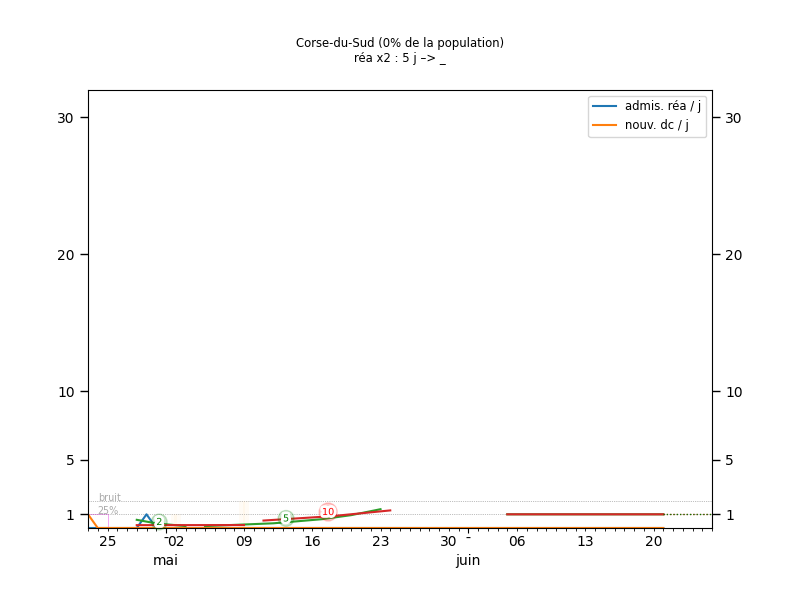 Corse-du-Sud (0% de la population)
réa x2 : 5 j –> _
admis. réa / j
nouv. dc / j
30 30
20 20
10 10
5 5
bruit
25%
1 1
2 5 10
25 02 09 16 23 30 06 13 20
mai juin